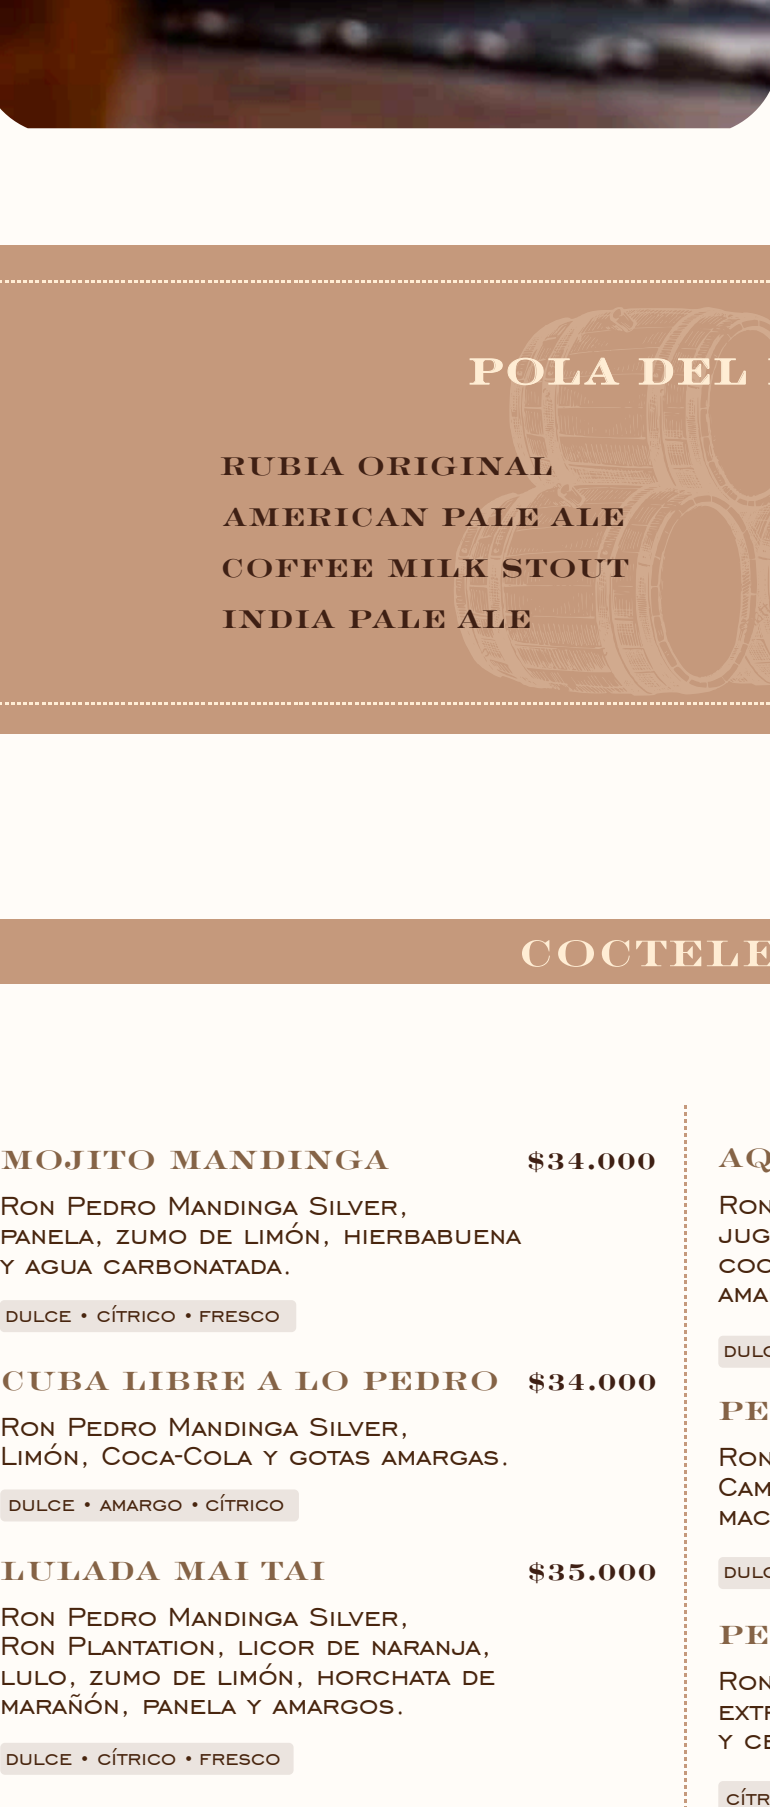 POLA DEL
RUBIA ORIGINAL
AMERICAN PALE ALE
COFFEE MILK STOUT
INDIA PALE ALE
COCTELE
MOJITO MANDINGA $34.000
Ron Pedro Mandinga Silver,
panela, zumo de limón, hierbabuena
y agua carbonatada.
DULCE • CÍTRICO • FRESCO
CUBA LIBRE A LO PEDRO $34.000
Ron Pedro Mandinga Silver,
Limón, Coca-Cola y gotas amargas.
DULCE • AMARGO • CÍTRICO
LULADA MAI TAI $35.000
Ron Pedro Mandinga Silver,
Ron Plantation, licor de naranja,
lulo, zumo de limón, horchata de
marañón, panela y amargos.
DULCE • CÍTRICO • FRESCO
AQ
Ron
JUG
COC
AMA
DULC
PE
Ron
Cam
MAC
DULC
PE
Ron
EXTR
Y CE
CÍTR